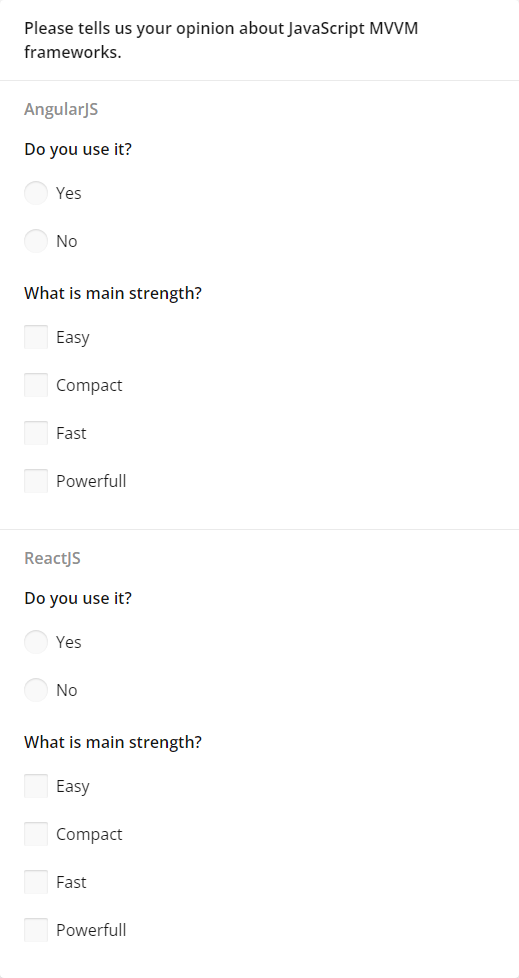 Please tells us your opinion about JavaScript MVVM
frameworks.
AngularJS
Do you use it?
Yes
No
What is main strength?
Easy
Compact
Fast
Powerfull
ReactJS
Do you use it?
Yes
No
What is main strength?
Easy
Compact
Fast
Powerfull